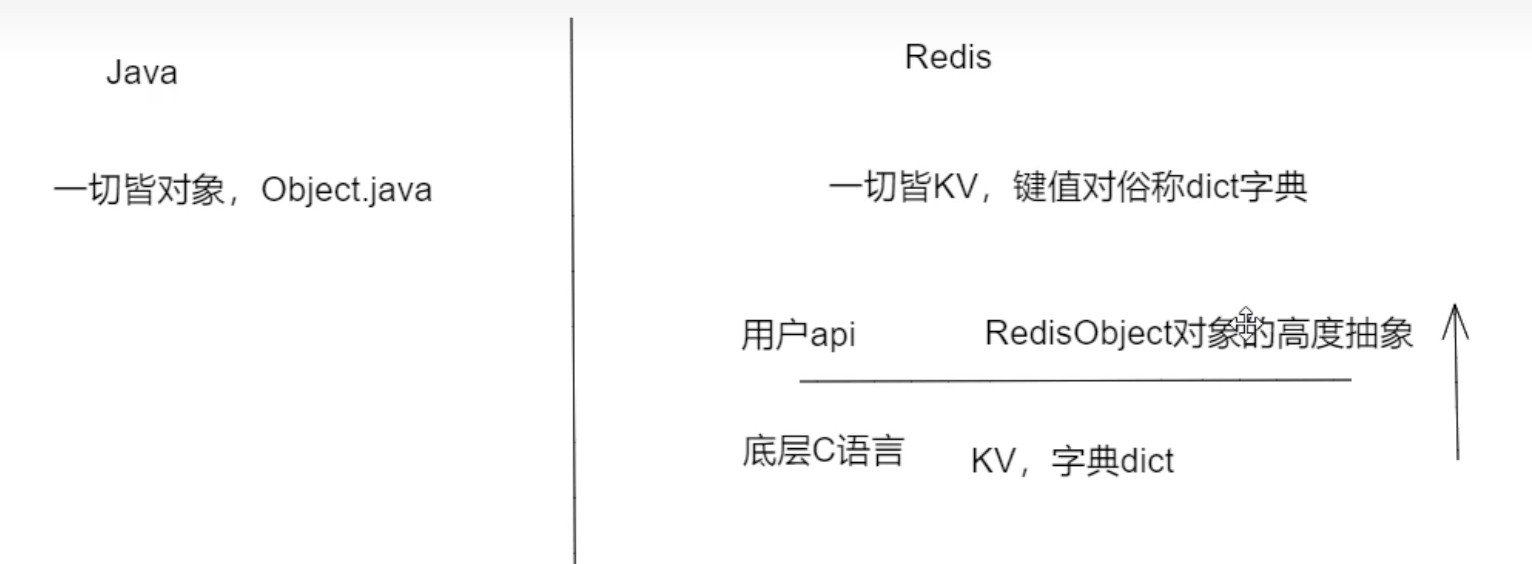 Java
一切皆对象，Object.java
Redis
一切皆KV，键值对俗称dict字典
用户api
RedisObject对象的高度抽象
底层C语言
KV，字典dict